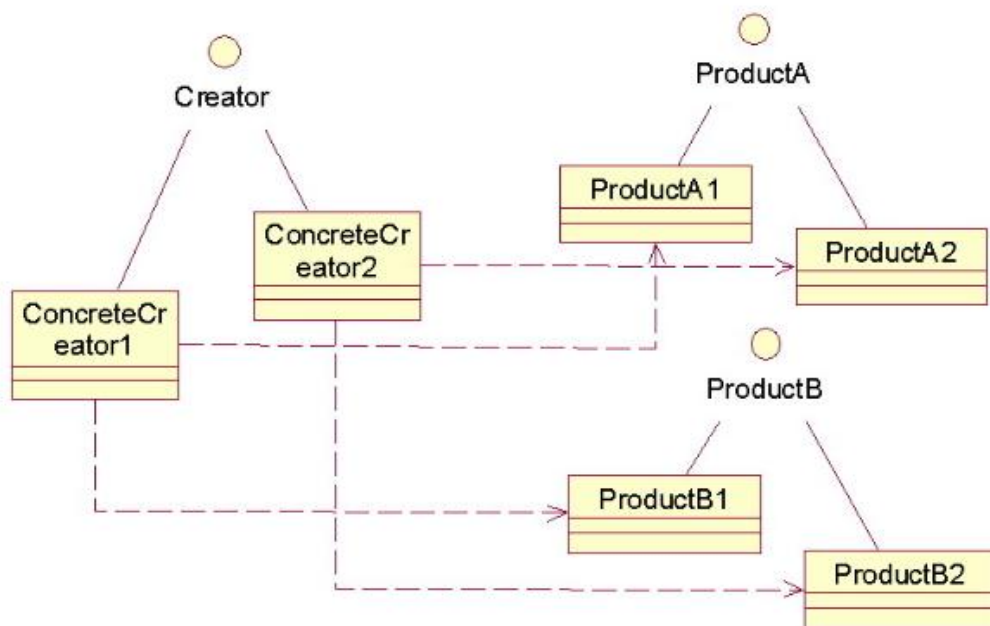 Creator
ProductA
ProductA1
ConcreteCr
eator2
ProductA2
ConcreteCr
eator1
ProductB
ProductB1
ProductB2